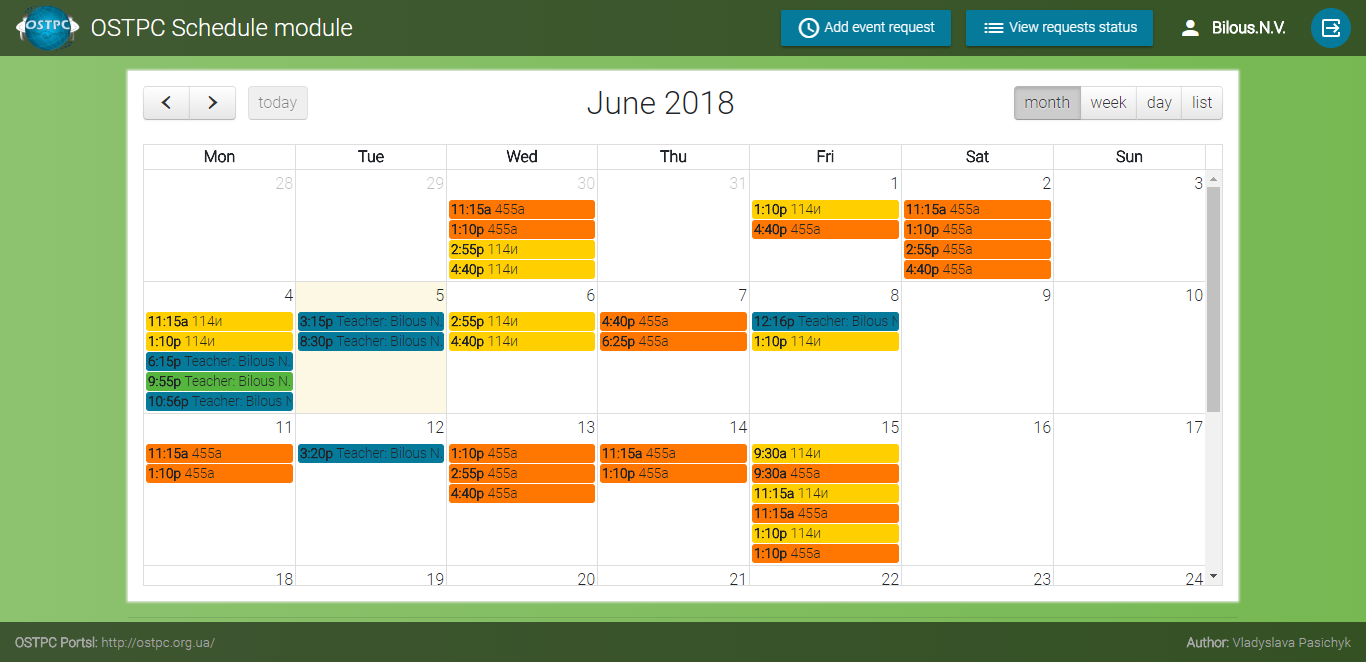 OSTPC OSTPC Schedule module Add event request View requests status Bilous.N.V.
today June 2018 month week day list
Mon Tue Wed Thu Fri Sat Sun
28 29 30 31 1 2 3
11:15a 455a 1:10p 114и 11:15a 455a
1:10p 455a 4:40p 455a 1:10p 455a
2:55p 114и 2:55p 455a
4:40p 114и 4:40p 455a
4 5 6 7 8 9 10
11:15a 114и 3:15p Teacher: Bilous N. 2:55p 114и 4:40p 455a 12:16p Teacher: Bilous N
1:10p 114и 8:30p Teacher: Bilous N. 4:40p 114и 6:25p 455a 1:10p 114и
6:15p Teacher: Bilous N.
9:55p Teacher: Bilous N.
10:56p Teacher: Bilous N
11 12 13 14 15 16 17
11:15a 455a 3:20p Teacher: Bilous N. 1:10p 455a 11:15a 455a 9:30a 114и
1:10p 455a 2:55p 455a 1:10p 455a 9:30a 455a
4:40p 455a 11:15a 114и
11:15a 455a
1:10p 114и
1:10p 455a
18 19 20 21 22 23 24
OSTPC Portsl: http://ostpc.org.ua/ Author: Vladyslava Pasichyk